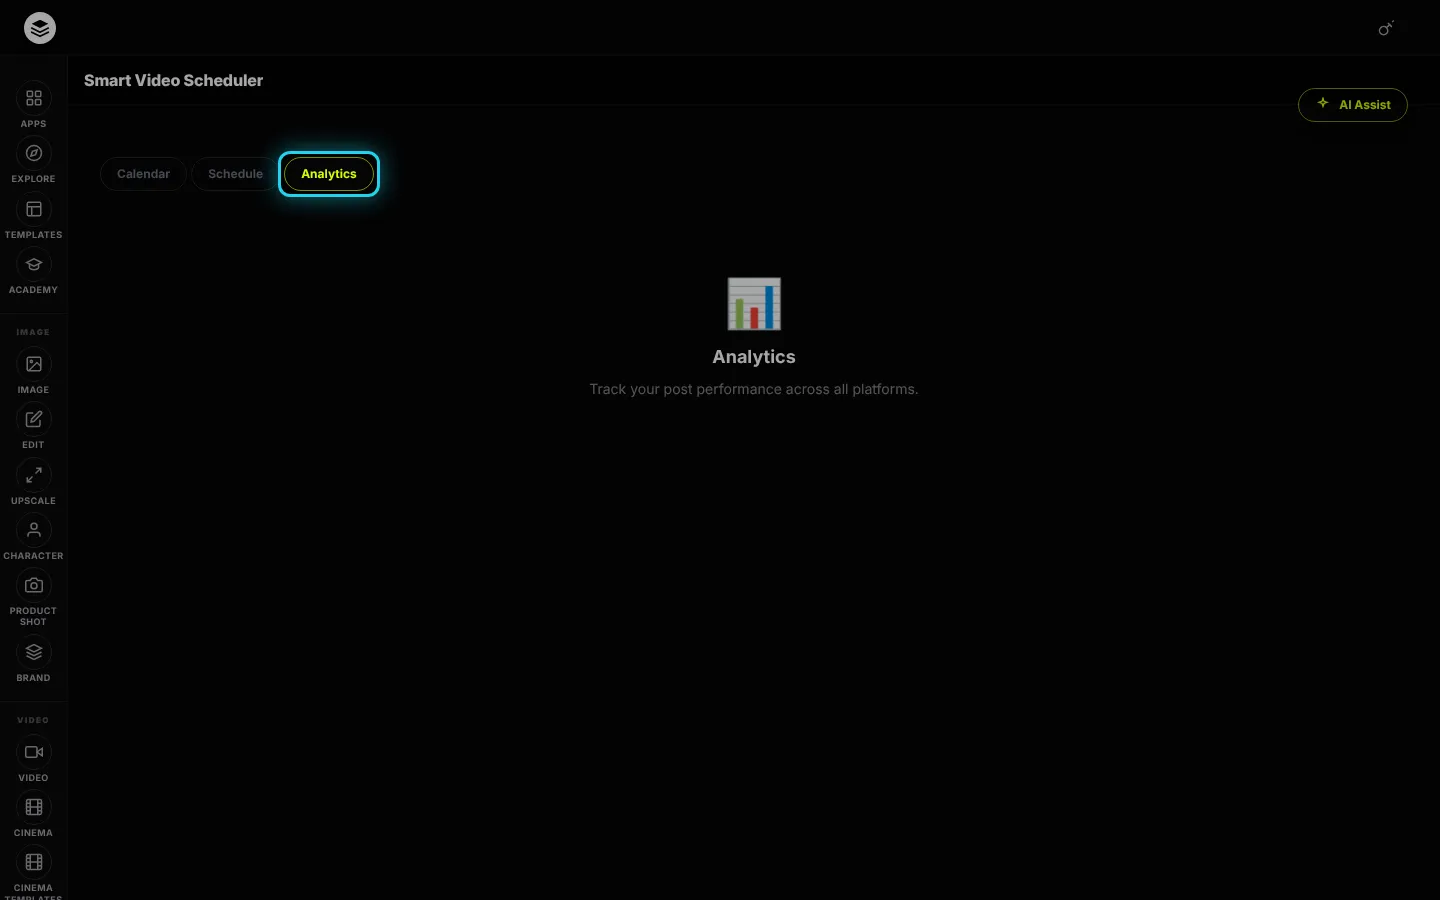 Smart Video Scheduler
AI Assist
Calendar
Schedule
Analytics
Analytics
Track your post performance across all platforms.
APPS
EXPLORE
TEMPLATES
ACADEMY
IMAGE
IMAGE
EDIT
UPSCALE
CHARACTER
PRODUCT
SHOT
BRAND
VIDEO
VIDEO
CINEMA
CINEMA
TEMPLATES